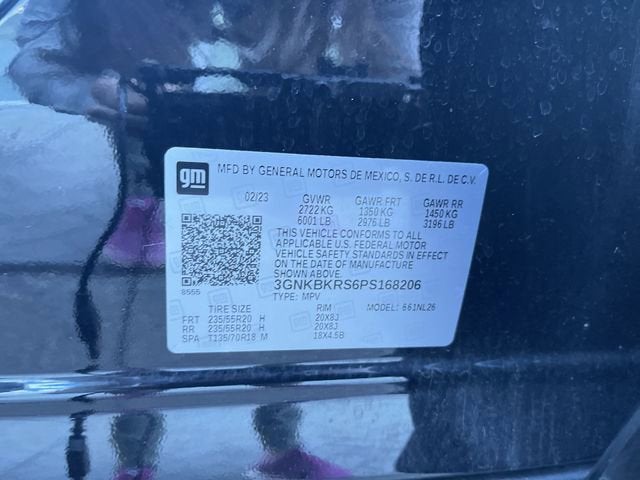 gm
MFD BY GENERAL MOTORS DE MEXICO, S. DE R.L. DE C.V.
02/23 GVWR GAWR FRT GAWR RR
2722 KG 1350 KG 1450 KG
6001 LB 2976 LB 3196 LB
THIS VEHICLE CONFORMS TO ALL
APPLICABLE U.S. FEDERAL MOTOR
VEHICLE SAFETY STANDARDS IN EFFECT
ON THE DATE OF MANUFACTURE
SHOWN ABOVE.
3GNKBKRS6PS168206
TYPE: MPV MODEL: 661NL26
8555
TIRE SIZE RIM
FRT 235/55R20 H 20X8J
RR 235/55R20 H 20X8J
SPA T135/70R18 M 18X4.5B